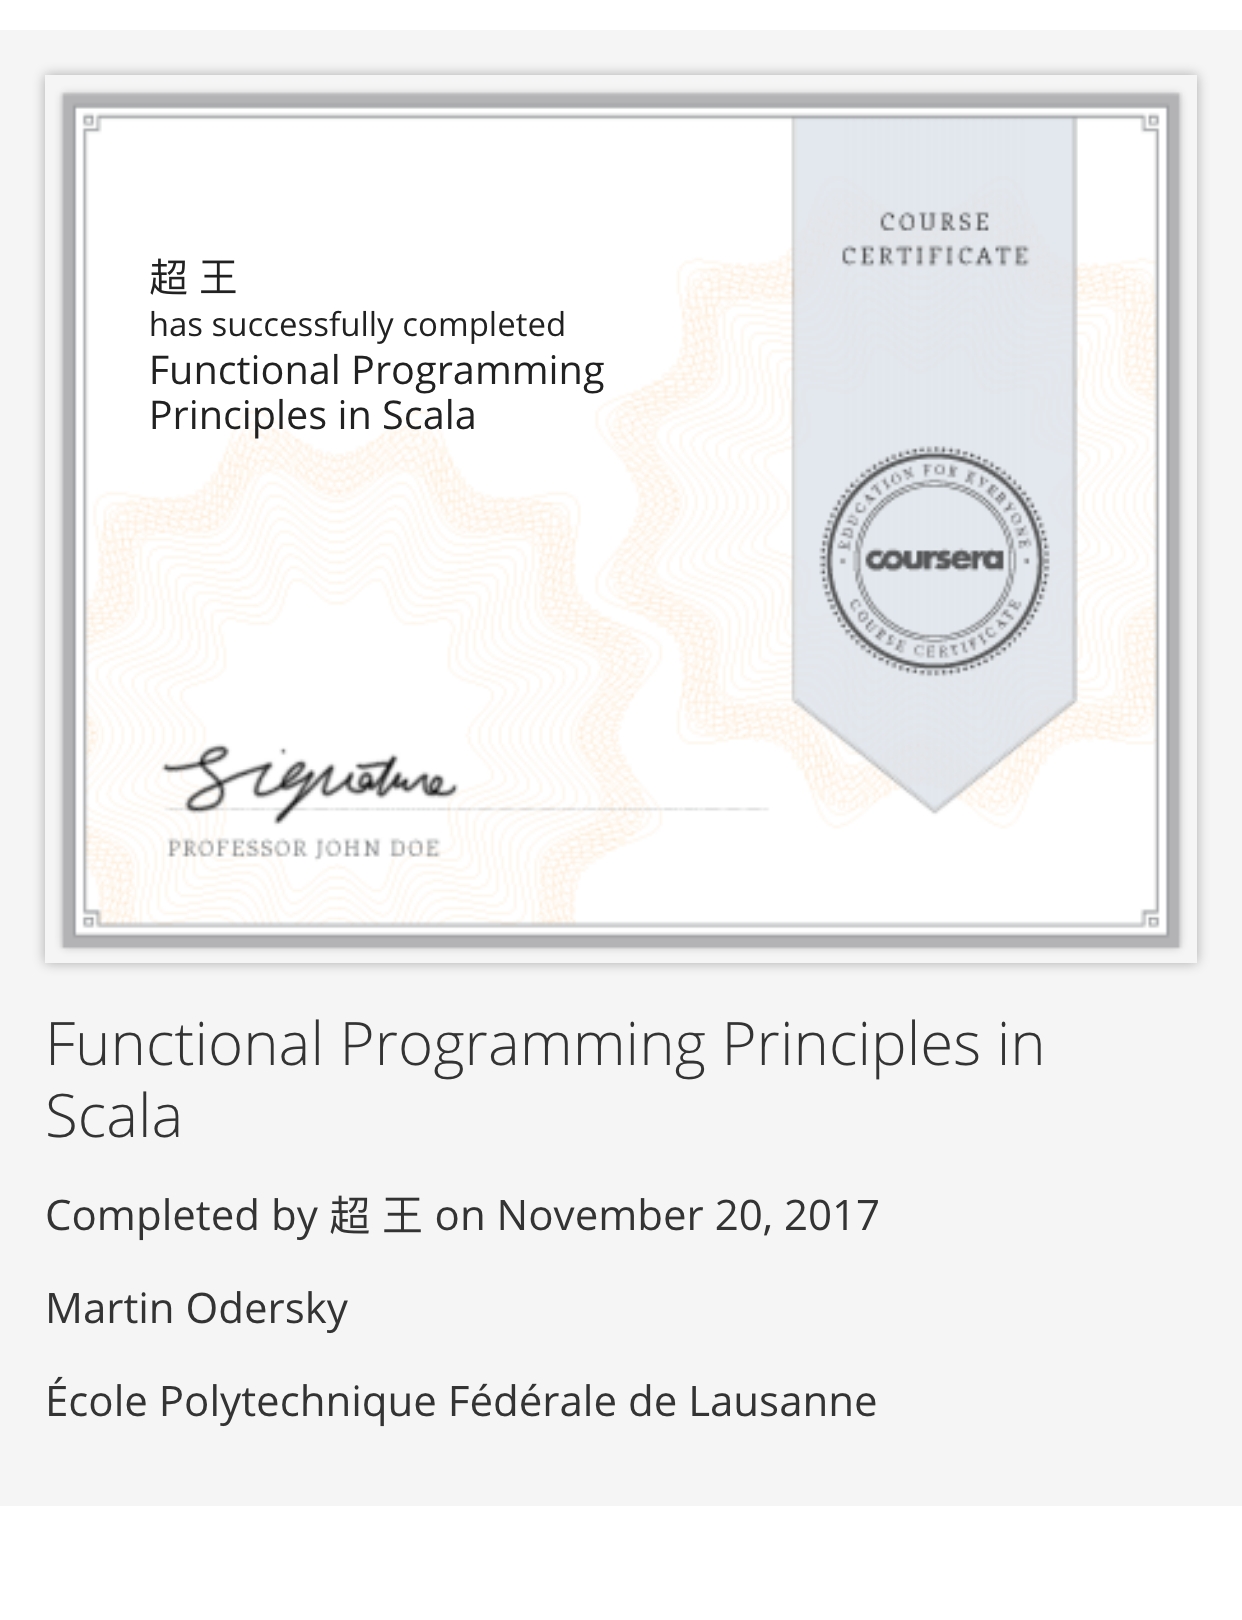 COURSE
CERTIFICATE
超 王
has successfully completed
Functional Programming
Principles in Scala
EDUCATION FOR EVERYONE
coursera
COURSE CERTIFICATE
Signature
PROFESSOR JOHN DOE
Functional Programming Principles in
Scala
Completed by 超 王 on November 20, 2017
Martin Odersky
École Polytechnique Fédérale de Lausanne